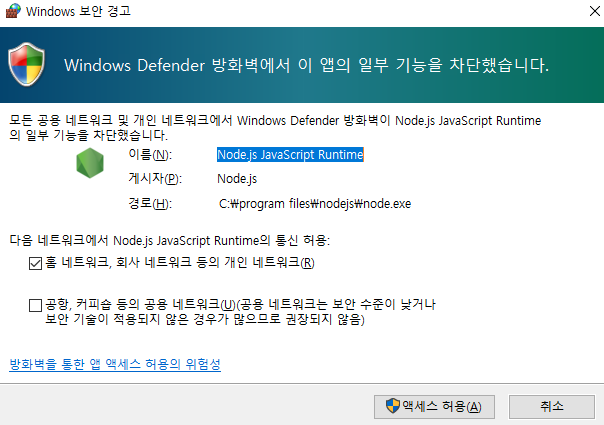 Windows 보안 경고
Windows Defender 방화벽에서 이 앱의 일부 기능을 차단했습니다.
모든 공용 네트워크 및 개인 네트워크에서 Windows Defender 방화벽이 Node.js JavaScript Runtime
의 일부 기능을 차단했습니다.
이름(N): Node.js JavaScript Runtime
게시자(P): Node.js
경로(H): C:₩program files₩nodejs₩node.exe
다음 네트워크에서 Node.js JavaScript Runtime의 통신 허용:
홈 네트워크, 회사 네트워크 등의 개인 네트워크(R)
공항, 커피숍 등의 공용 네트워크(U)(공용 네트워크는 보안 수준이 낮거나
보안 기술이 적용되지 않은 경우가 많으므로 권장되지 않음)
방화벽을 통한 앱 액세스 허용의 위험성
액세스 허용(A) 취소